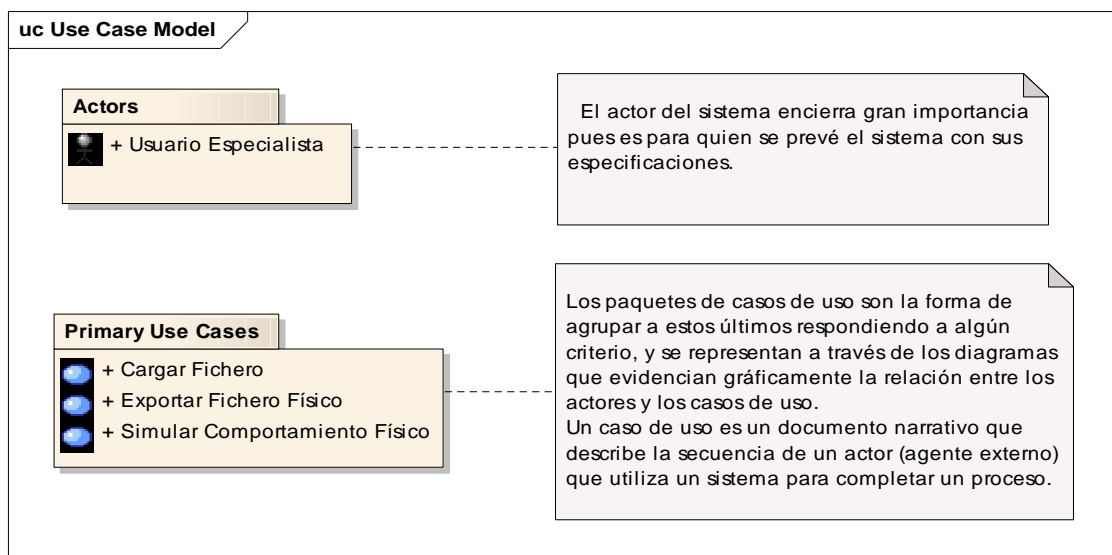 uc Use Case Model
Actors
+ Usuario Especialista
El actor del sistema encierra gran importancia
pues es para quien se prevé el sistema con sus
especificaciones.
Primary Use Cases
+ Cargar Fichero
+ Exportar Fichero Físico
+ Simular Comportamiento Físico
Los paquetes de casos de uso son la forma de
agrupar a estos últimos respondiendo a algún
criterio, y se representan a través de los diagramas
que evidencian gráficamente la relación entre los
actores y los casos de uso.
Un caso de uso es un documento narrativo que
describe la secuencia de un actor (agente externo)
que utiliza un sistema para completar un proceso.